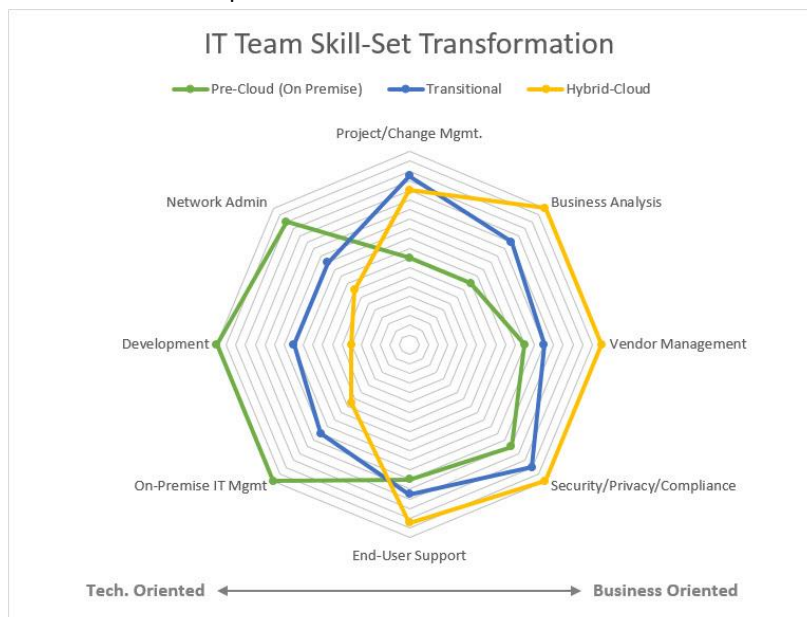 IT Team Skill-Set Transformation
Pre-Cloud (On Premise) Transitional Hybrid-Cloud
Project/Change Mgmt.
Network Admin
Business Analysis
Development
Vendor Management
On-Premise IT Mgmt
Security/Privacy/Compliance
End-User Support
Tech. Oriented
Business Oriented